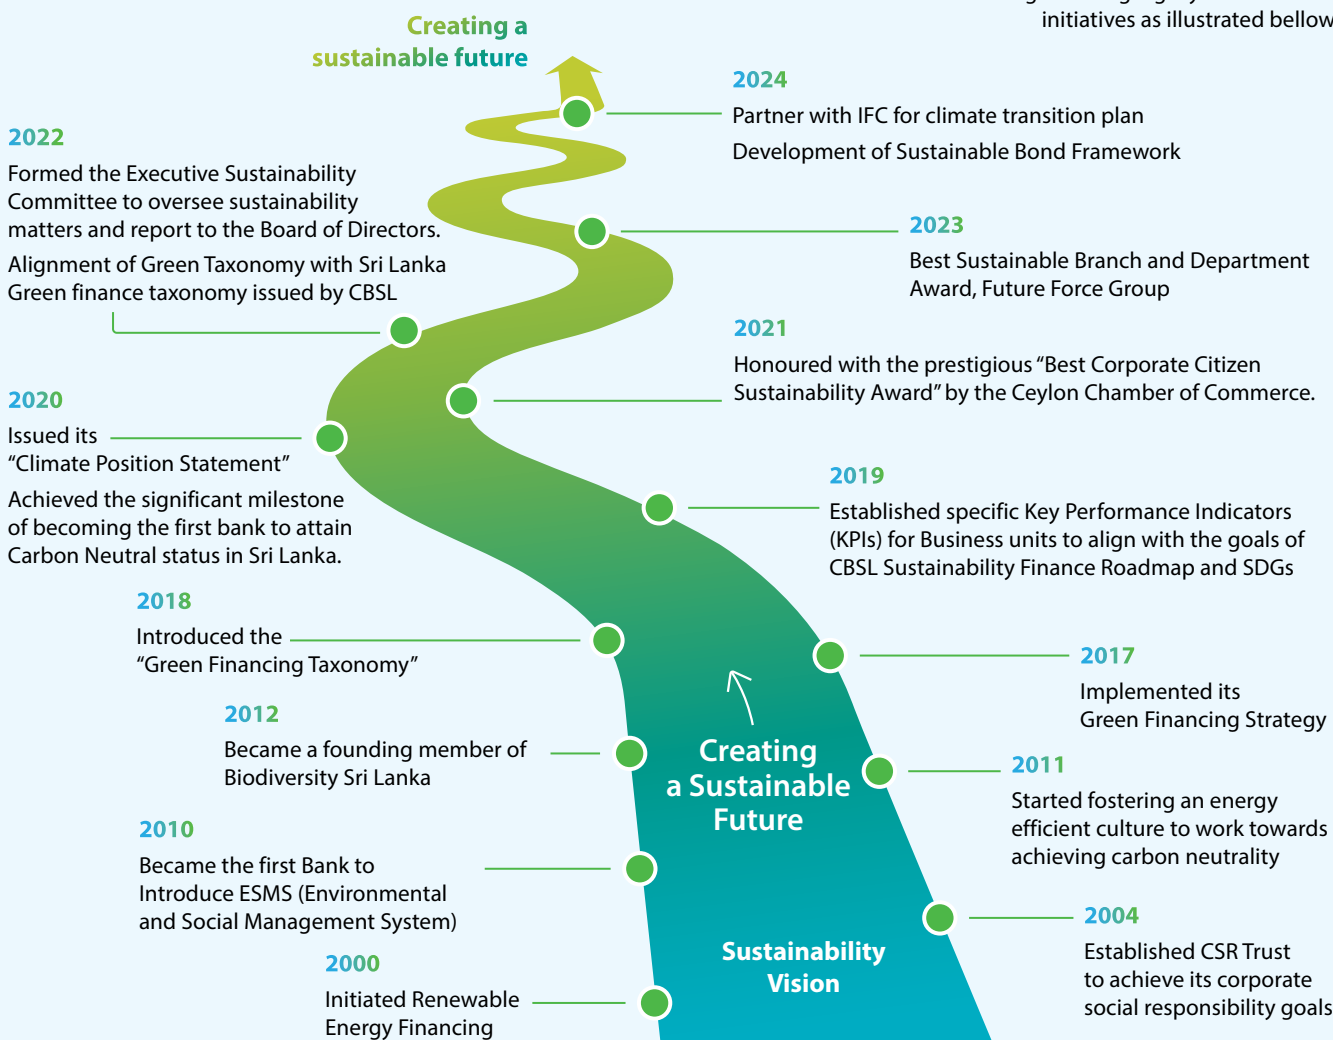 initiatives as illustrated bellow
Creating a
sustainable future
2024
Partner with IFC for climate transition plan
Development of Sustainable Bond Framework
2022
Formed the Executive Sustainability
Committee to oversee sustainability
matters and report to the Board of Directors.
Alignment of Green Taxonomy with Sri Lanka
Green finance taxonomy issued by CBSL
2023
Best Sustainable Branch and Department
Award, Future Force Group
2021
Honoured with the prestigious “Best Corporate Citizen
Sustainability Award” by the Ceylon Chamber of Commerce.
2020
Issued its
“Climate Position Statement”
Achieved the significant milestone
of becoming the first bank to attain
Carbon Neutral status in Sri Lanka.
2019
Established specific Key Performance Indicators
(KPIs) for Business units to align with the goals of
CBSL Sustainability Finance Roadmap and SDGs
2018
Introduced the
“Green Financing Taxonomy”
2017
Implemented its
Green Financing Strategy
2012
Became a founding member of
Biodiversity Sri Lanka
Creating
a Sustainable
Future
2011
Started fostering an energy
efficient culture to work towards
achieving carbon neutrality
2010
Became the first Bank to
Introduce ESMS (Environmental
and Social Management System)
2004
Established CSR Trust
to achieve its corporate
social responsibility goals
Sustainability
Vision
2000
Initiated Renewable
Energy Financing